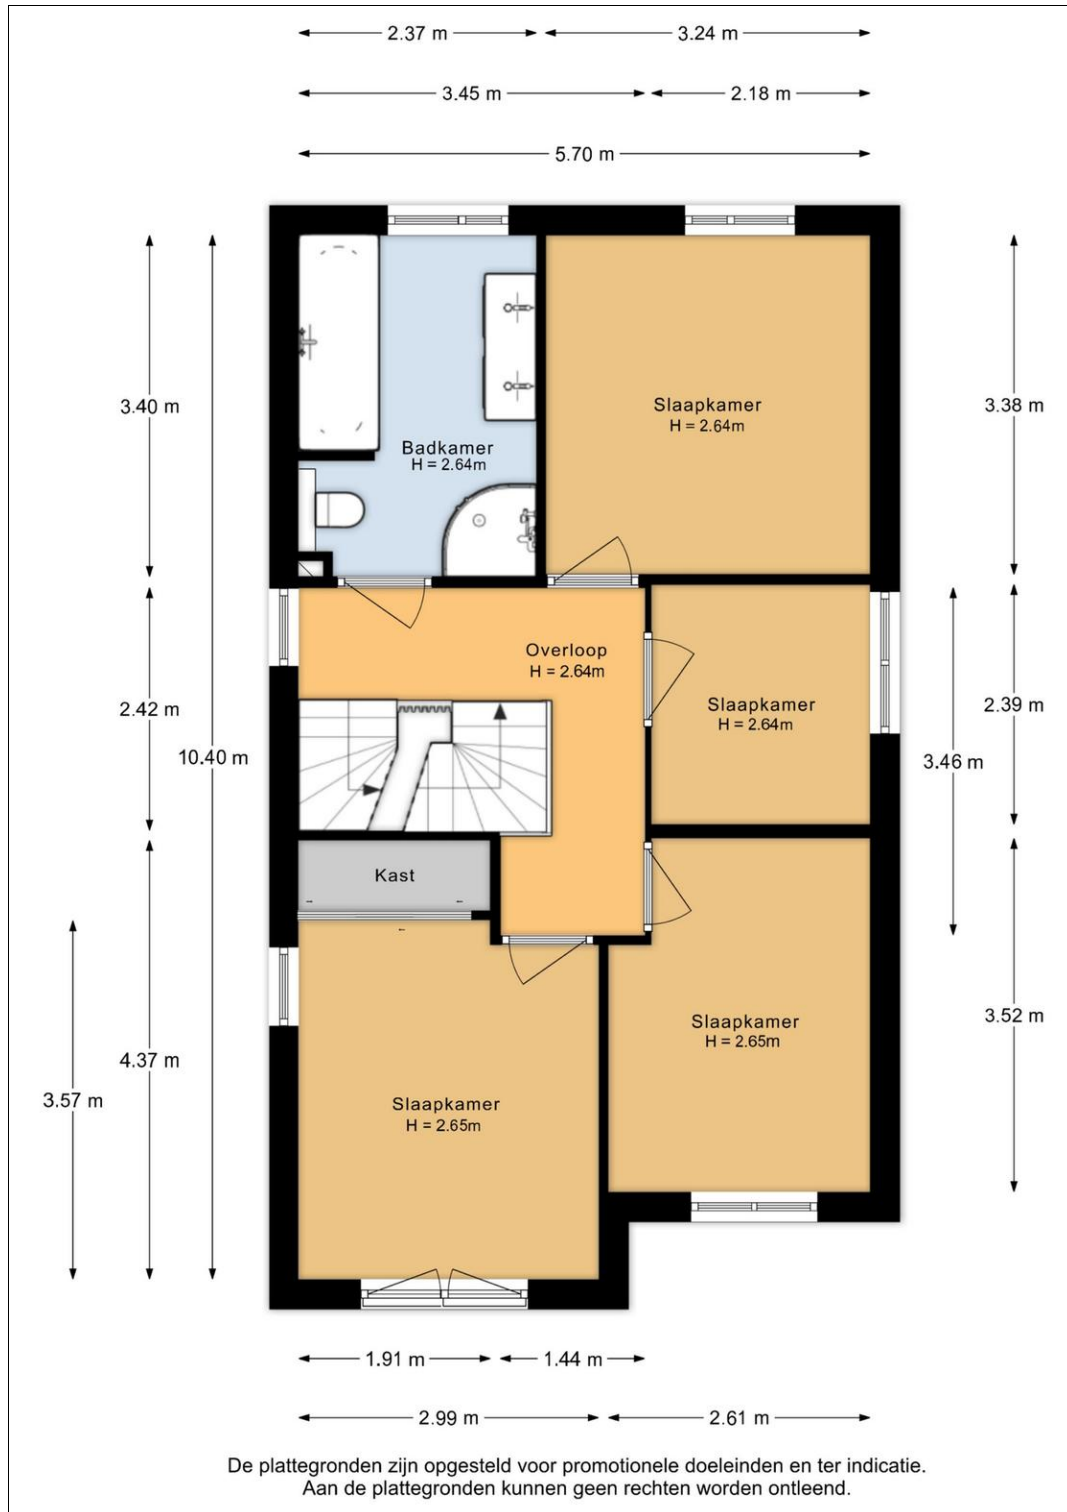 2.37 m
3.24 m
3.45 m
2.18 m
5.70 m
3.40 m
3.38 m
Slaapkamer
H = 2.64m
Badkamer
H = 2.64m
Overloop
H = 2.64m
2.42 m
Slaapkamer
H = 2.64m
2.39 m
10.40 m
3.46 m
Kast
3.52 m
Slaapkamer
H = 2.65m
4.37 m
3.57 m
Slaapkamer
H = 2.65m
1.91 m
1.44 m
2.99 m
2.61 m
De plattegronden zijn opgesteld voor promotionele doeleinden en ter indicatie.
Aan de plattegronden kunnen geen rechten worden ontleend.